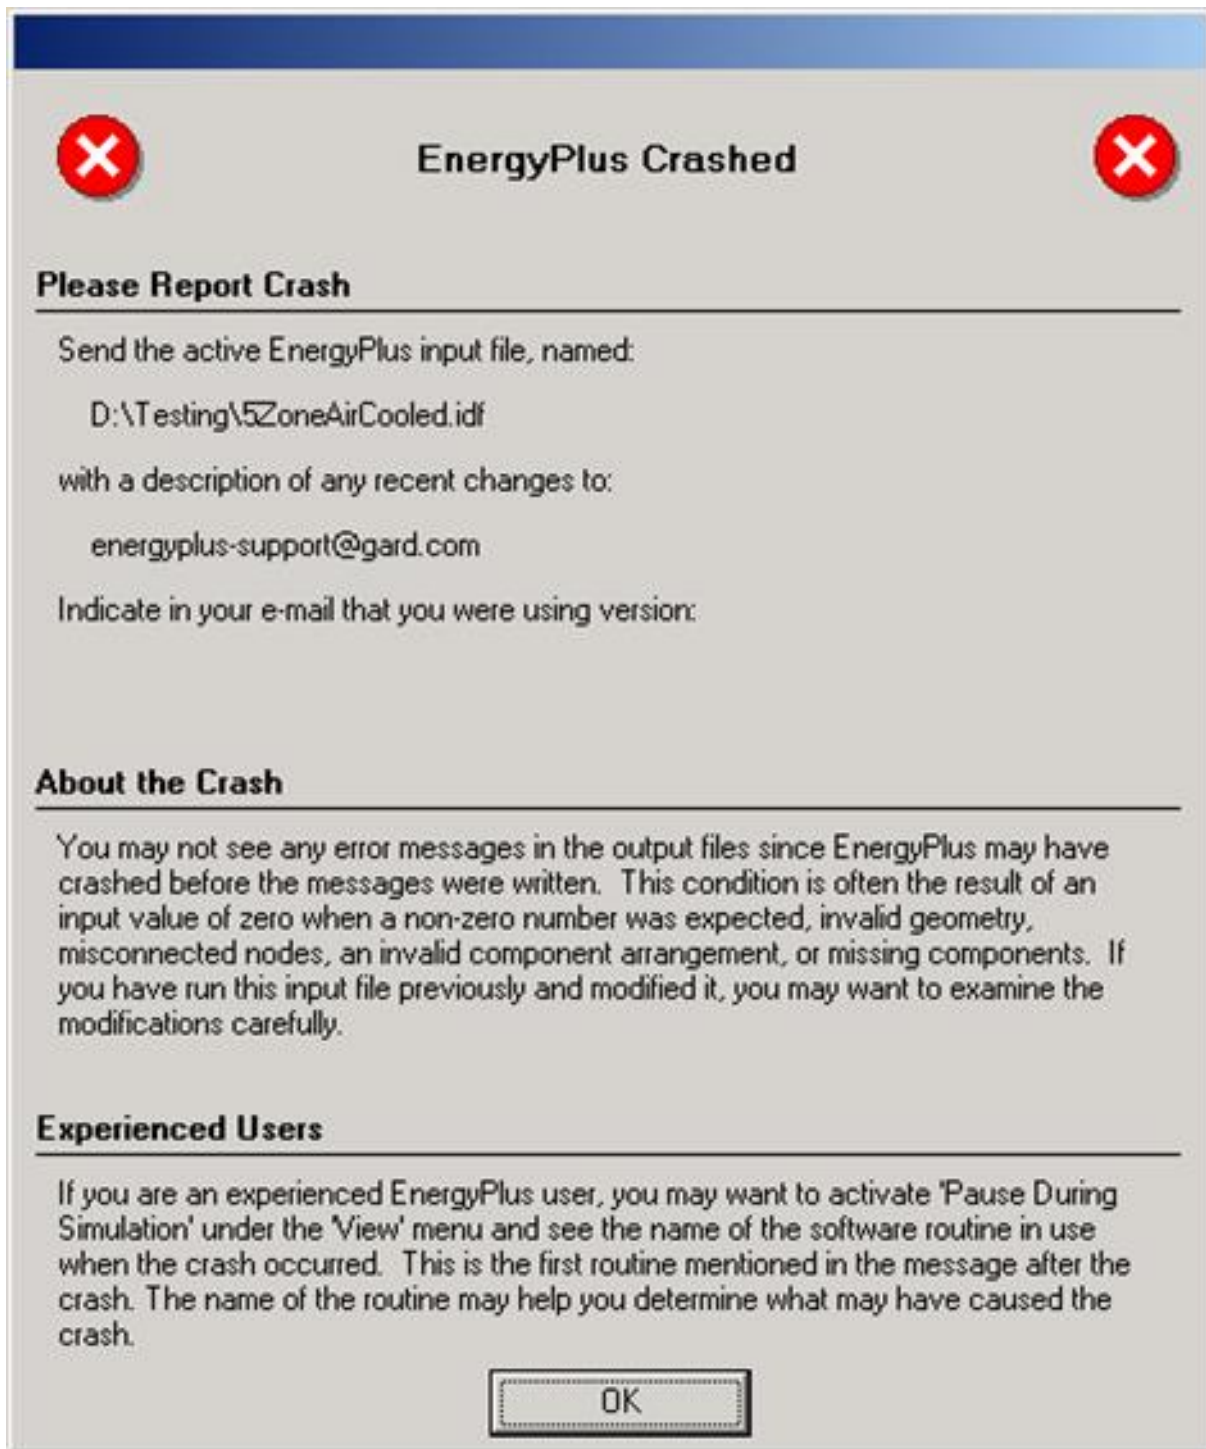 EnergyPlus Crashed
Please Report Crash
Send the active EnergyPlus input file, named:
D:\Testing\5ZoneAirCooled.idf
with a description of any recent changes to:
energyplus-support@gard.com
Indicate in your e-mail that you were using version:
About the Crash
You may not see any error messages in the output files since EnergyPlus may have
crashed before the messages were written.  This condition is often the result of an
input value of zero when a non-zero number was expected, invalid geometry,
misconnected nodes, an invalid component arrangement, or missing components.  If
you have run this input file previously and modified it, you may want to examine the
modifications carefully.
Experienced Users
If you are an experienced EnergyPlus user, you may want to activate 'Pause During
Simulation' under the 'View' menu and see the name of the software routine in use
when the crash occurred.  This is the first routine mentioned in the message after the
crash. The name of the routine may help you determine what may have caused the
crash.
OK